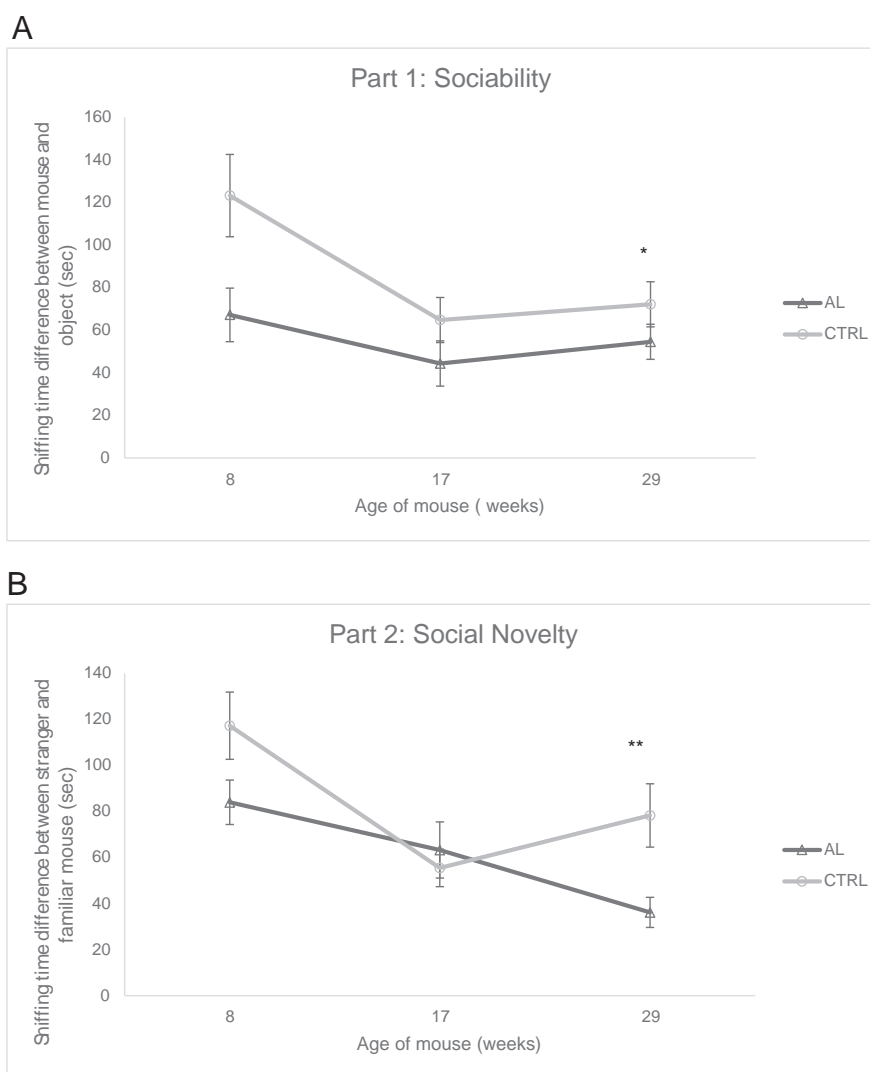 A
Part 1: Sociability
Sniffing time difference between mouse and
object (sec)
160
140
120
100
80
60
40
20
0
*
8
17
29
Age of mouse ( weeks)
AL
CTRL
B
Part 2: Social Novelty
Sniffing time difference between stranger and
familiar mouse (sec)
140
120
100
80
60
40
20
0
**
8
17
29
Age of mouse (weeks)
AL
CTRL